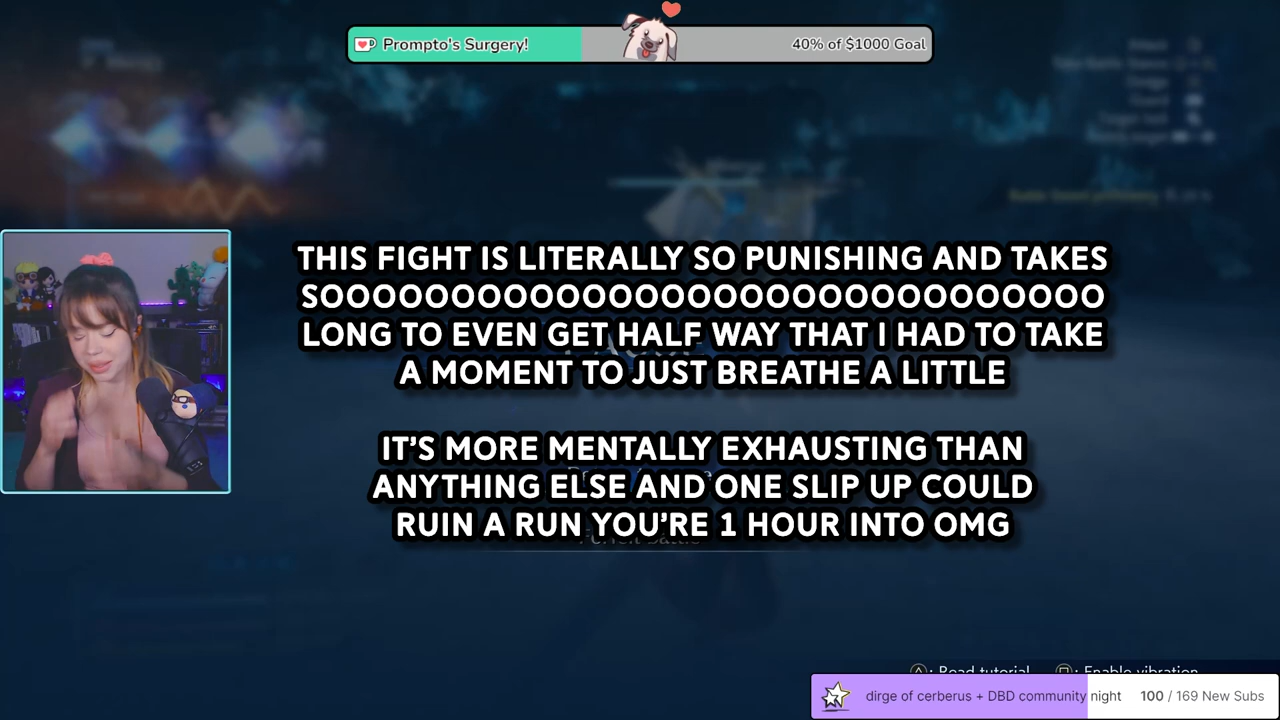 Prompto's Surgery!
40% of $1000 Goal
THIS FIGHT IS LITERALLY SO PUNISHING AND TAKES
SOOOOOOOOOOOOOOOOOOOOOOOOOOOOOO
LONG TO EVEN GET HALF WAY THAT I HAD TO TAKE
A MOMENT TO JUST BREATHE A LITTLE
IT'S MORE MENTALLY EXHAUSTING THAN
ANYTHING ELSE AND ONE SLIP UP COULD
RUIN A RUN YOU'RE 1 HOUR INTO OMG
Forfeit Battle
: Read tutorial : Enable vibration
dirge of cerberus + DBD community night 100 / 169 New Subs